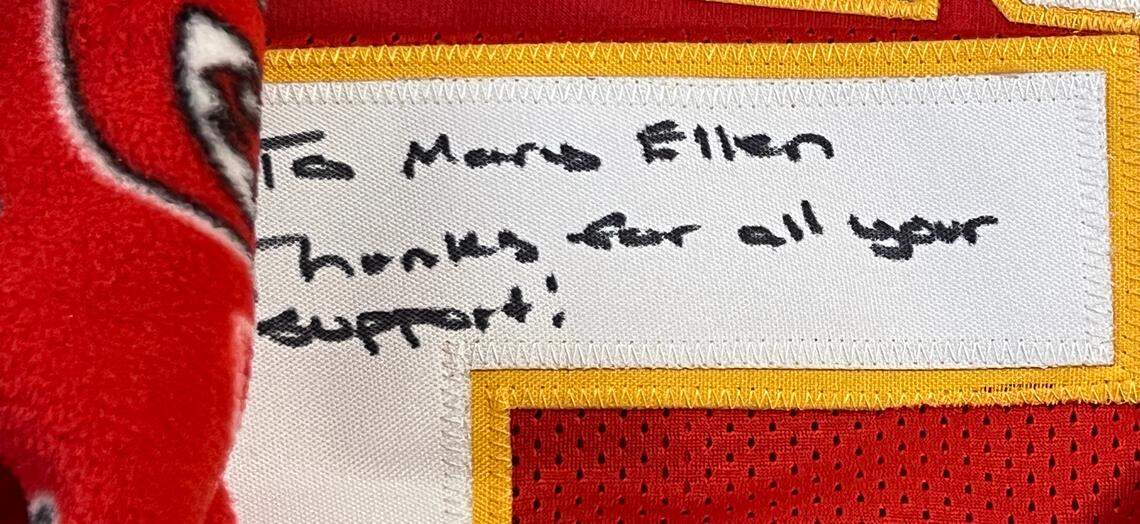 To Mary Ellen
Thanks for all your
support!